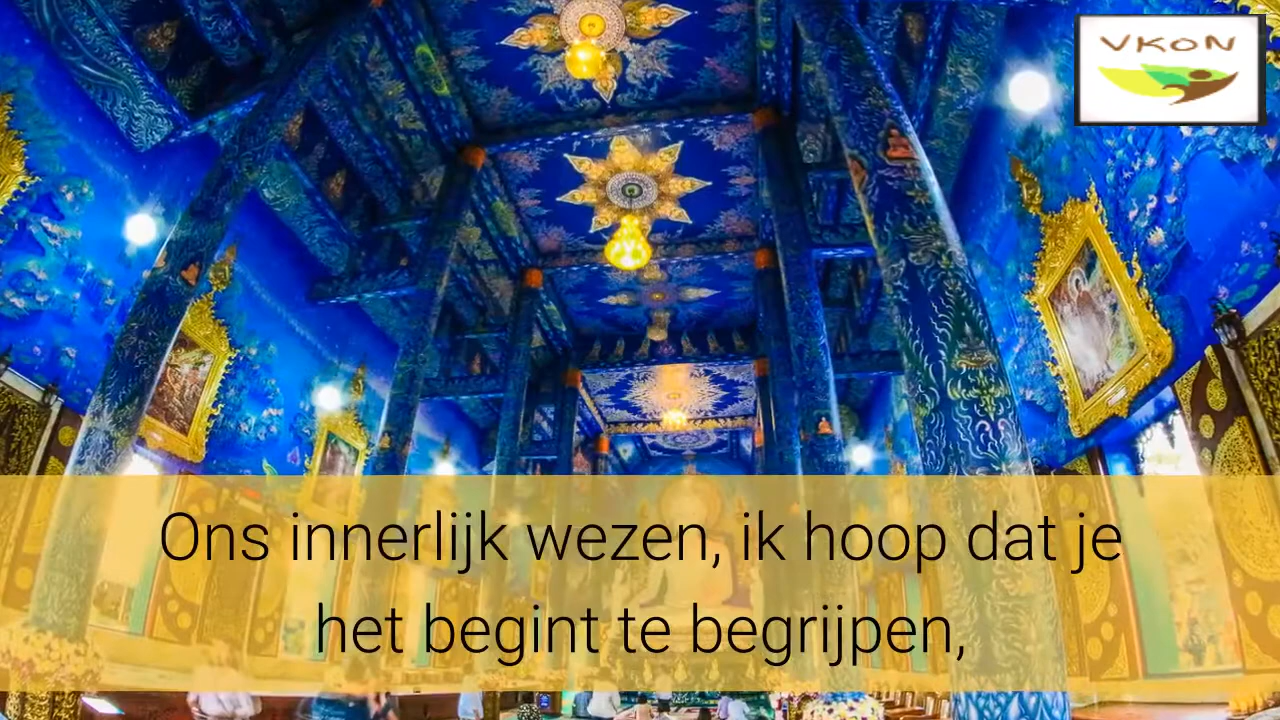 VKoN
Ons innerlijk wezen, ik hoop dat je
het begint te begrijpen,